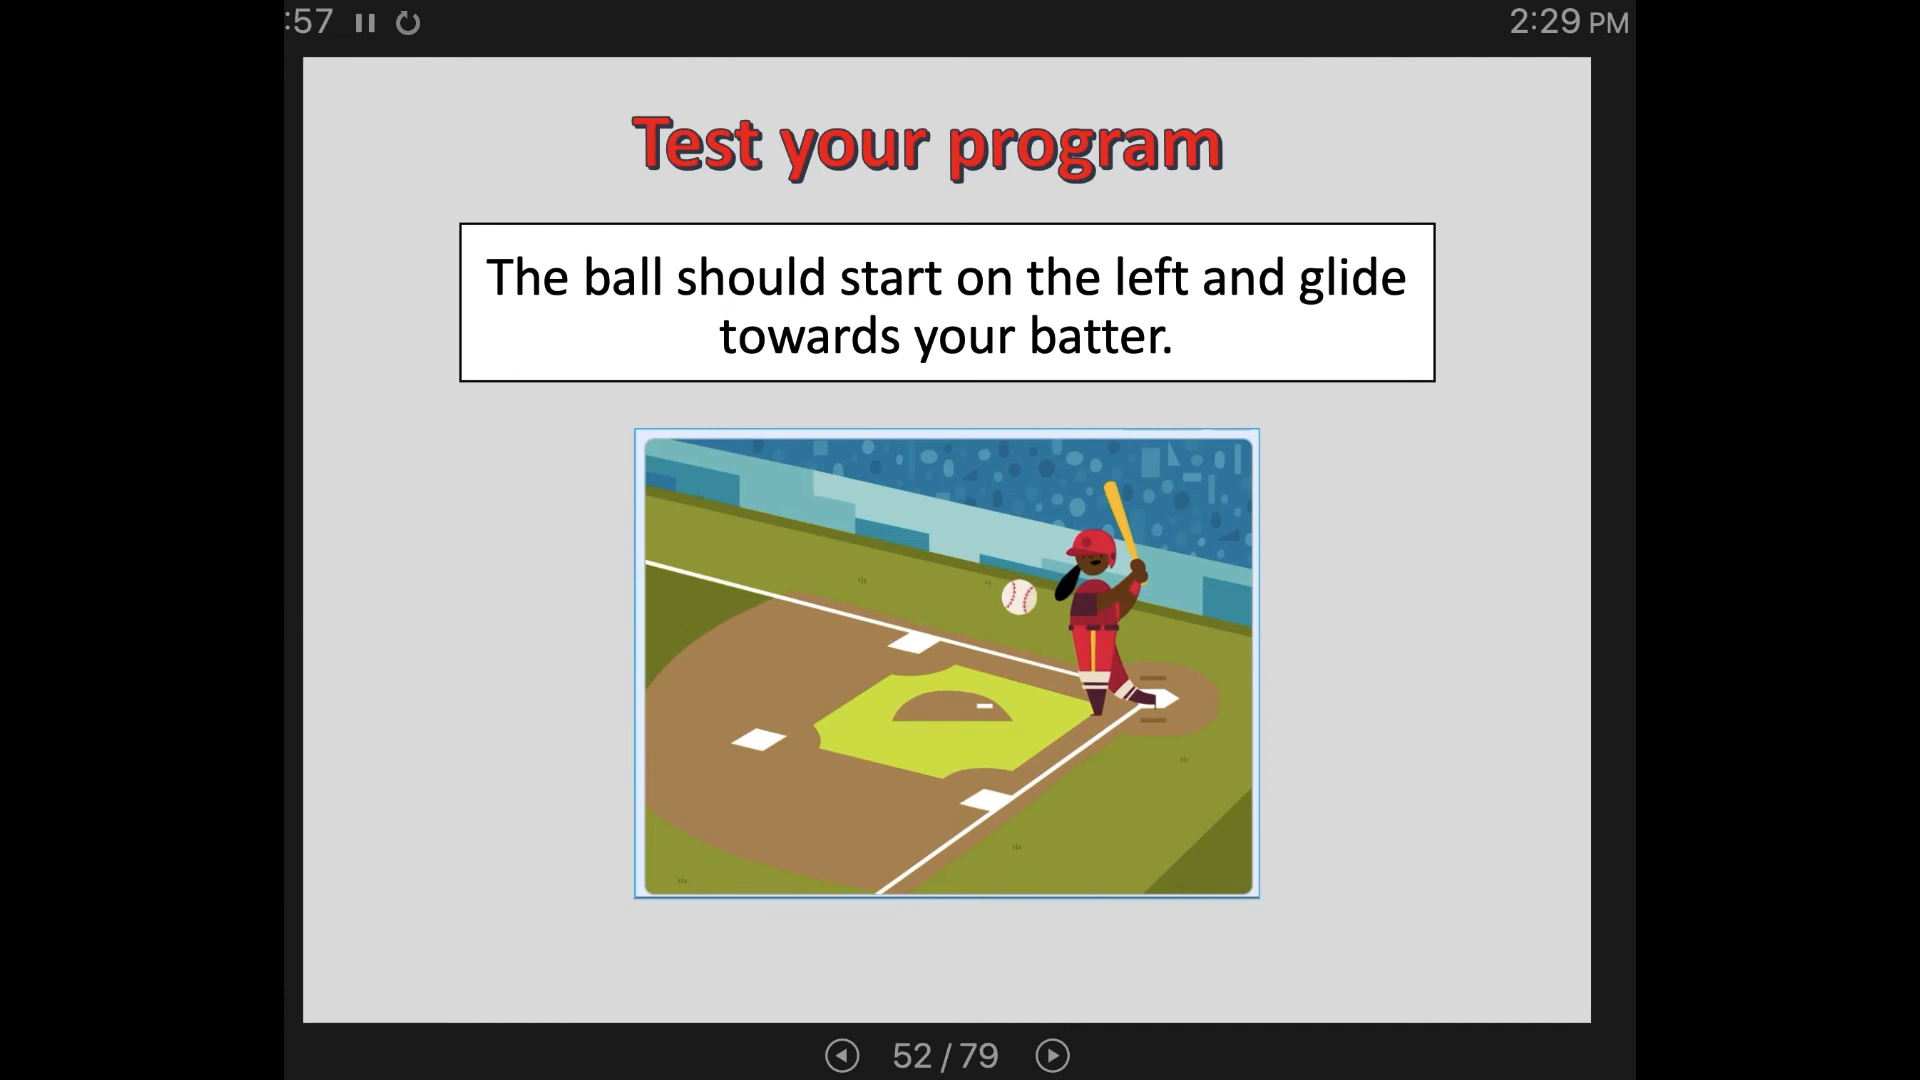 :57
2:29 PM
Test your program
The ball should start on the left and glide
towards your batter.
52 / 79